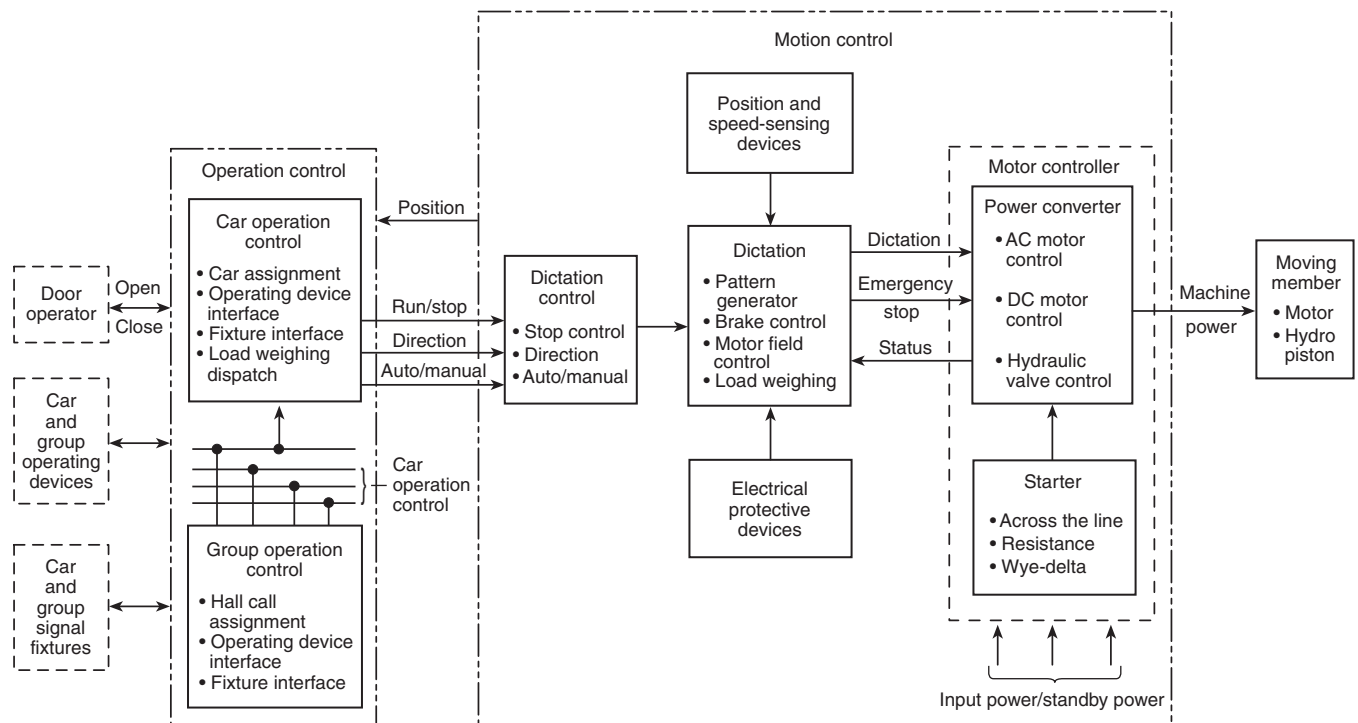 Motion control
Position and
speed-sensing
devices
Operation control
Motor controller
Position
Car operation
control
• Car assignment
• Operating device
interface
• Fixture interface
• Load weighing
dispatch
Door
operator
Open
Close
Run/stop
Direction
Auto/manual
Dictation
control
• Stop control
• Direction
• Auto/manual
Dictation
• Pattern
generator
• Brake control
• Motor field
control
• Load weighing
Dictation
Emergency
stop
Status
Power converter
• AC motor
control
• DC motor
control
• Hydraulic
valve control
Machine
power
Moving
member
• Motor
• Hydro
piston
Car
and
group
operating
devices
Car
operation
control
Electrical
protective
devices
Starter
• Across the line
• Resistance
• Wye-delta
Car
and
group
signal
fixtures
Group operation
control
• Hall call
assignment
• Operating device
interface
• Fixture interface
Input power/standby power